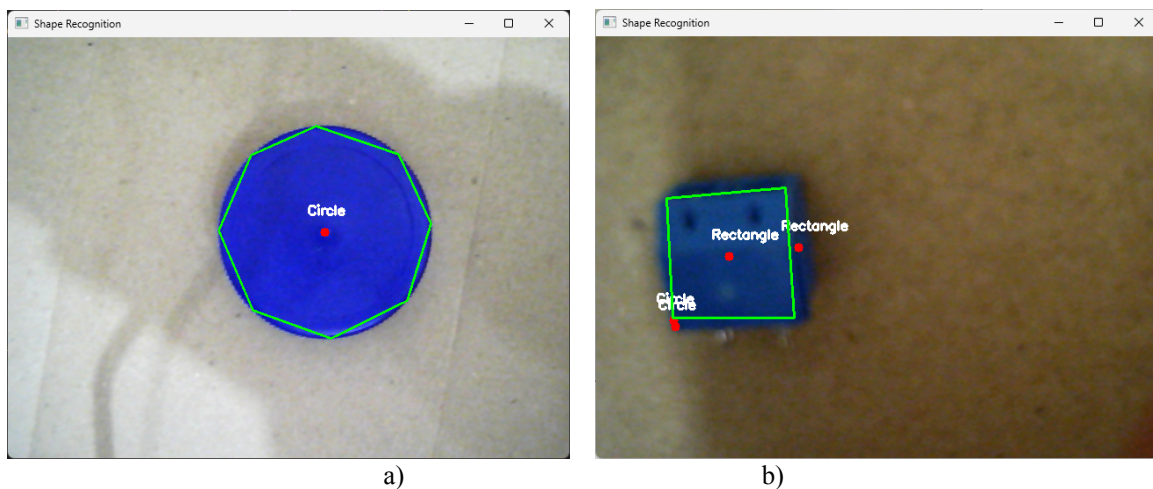 Shape Recognition
Circle
a)
Shape Recognition
Rectangle
Rectangle
Circle
Circle
b)